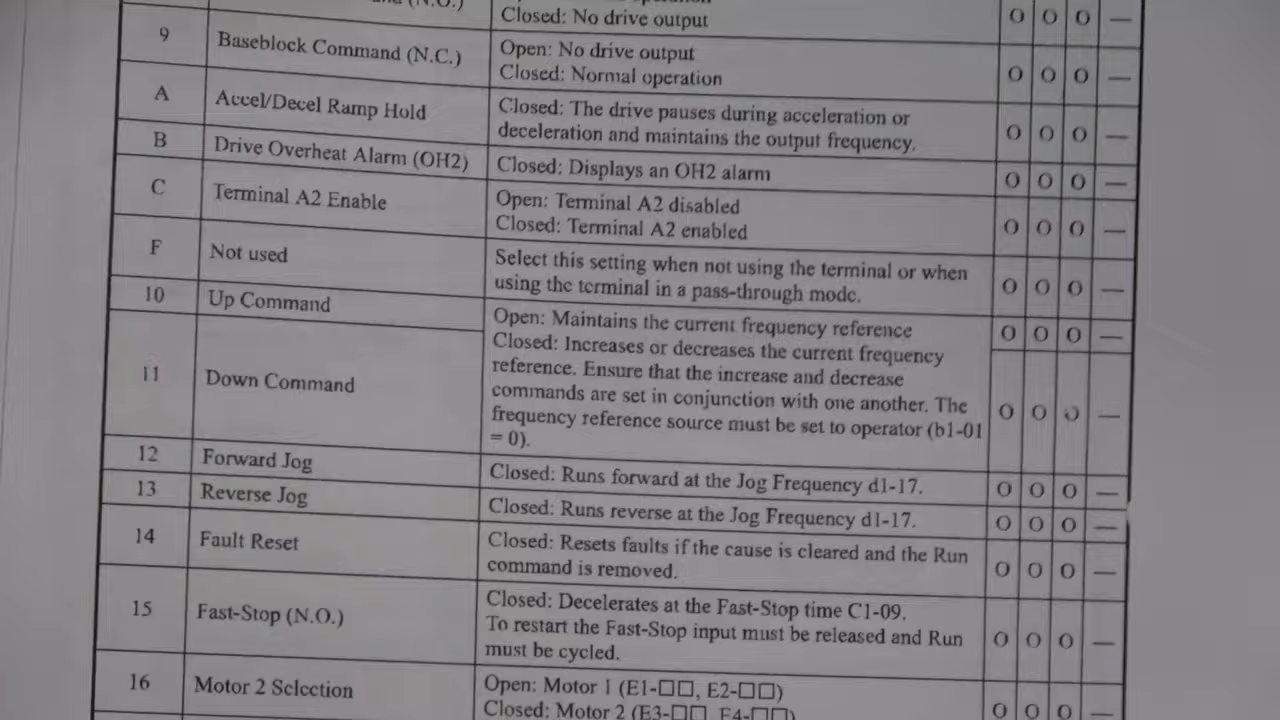 Closed: No drive output O O O —
9 Baseblock Command (N.C.) Open: No drive output
Closed: Normal operation O O O —
A Accel/Decel Ramp Hold Closed: The drive pauses during acceleration or
deceleration and maintains the output frequency. O O O —
B Drive Overheat Alarm (OH2) Closed: Displays an OH2 alarm O O O —
C Terminal A2 Enable Open: Terminal A2 disabled
Closed: Terminal A2 enabled O O O —
F Not used Select this setting when not using the terminal or when
using the terminal in a pass-through mode. O O O —
10 Up Command Open: Maintains the current frequency reference O O O —
Closed: Increases or decreases the current frequency
reference. Ensure that the increase and decrease
11 Down Command commands are set in conjunction with one another. The O O O —
frequency reference source must be set to operator (b1-01
= 0).
12 Forward Jog Closed: Runs forward at the Jog Frequency d1-17. O O O —
13 Reverse Jog Closed: Runs reverse at the Jog Frequency d1-17. O O O —
14 Fault Reset Closed: Resets faults if the cause is cleared and the Run
command is removed. O O O —
15 Fast-Stop (N.O.) Closed: Decelerates at the Fast-Stop time C1-09.
To restart the Fast-Stop input must be released and Run O O O —
must be cycled.
16 Motor 2 Selection Open: Motor 1 (E1-□□, E2-□□)
Closed: Motor 2 (E3-□□, E4-□□) O O O —